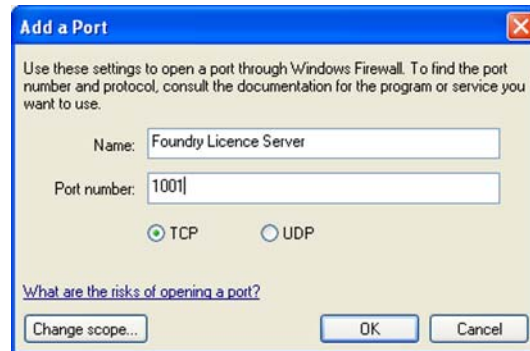 Add a Port
Use these settings to open a port through Windows Firewall. To find the port
number and protocol, consult the documentation for the program or service you
want to use.
Name: Foundry Licence Server
Port number: 1001
TCP UDP
What are the risks of opening a port?
Change scope... OK Cancel